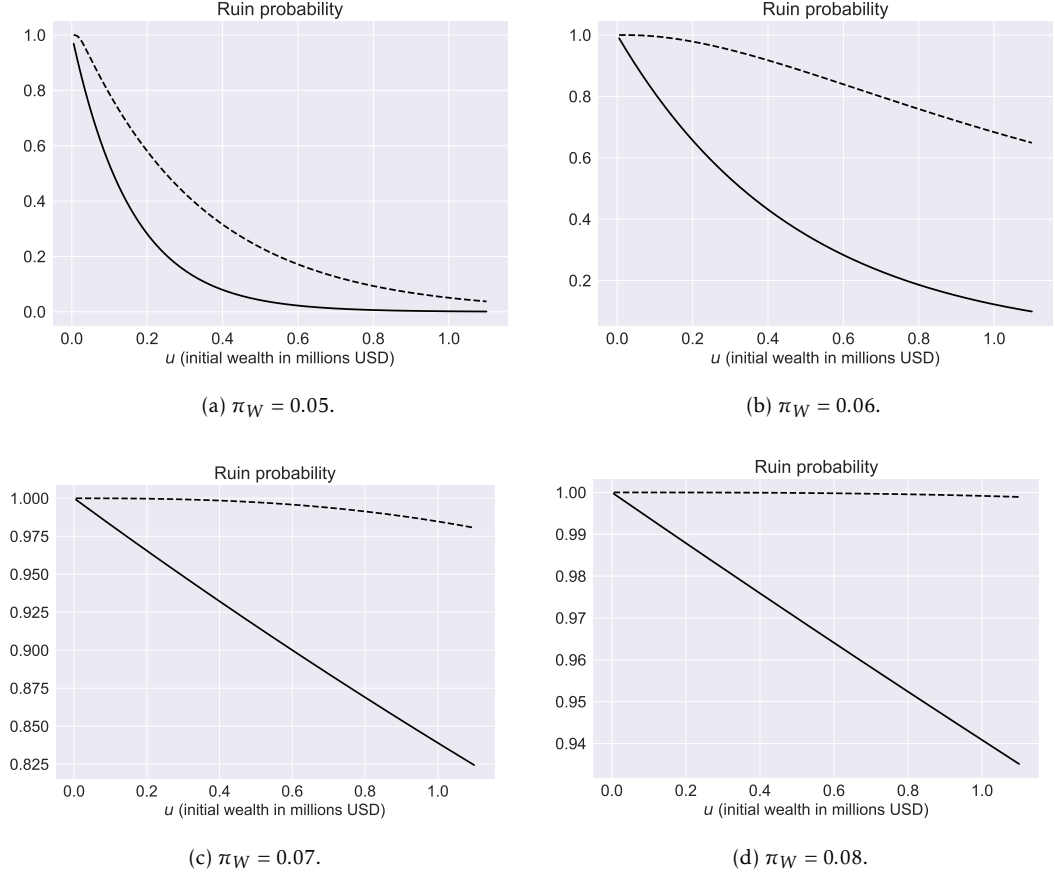 Ruin probability
1.0
0.8
0.6
0.4
0.2
0.0
0.0 0.2 0.4 0.6 0.8 1.0
u (initial wealth in millions USD)
(a) π_W = 0.05.
Ruin probability
1.0
0.8
0.6
0.4
0.2
0.0 0.2 0.4 0.6 0.8 1.0
u (initial wealth in millions USD)
(b) π_W = 0.06.
Ruin probability
1.000
0.975
0.950
0.925
0.900
0.875
0.850
0.825
0.0 0.2 0.4 0.6 0.8 1.0
u (initial wealth in millions USD)
(c) π_W = 0.07.
Ruin probability
1.00
0.99
0.98
0.97
0.96
0.95
0.94
0.0 0.2 0.4 0.6 0.8 1.0
u (initial wealth in millions USD)
(d) π_W = 0.08.